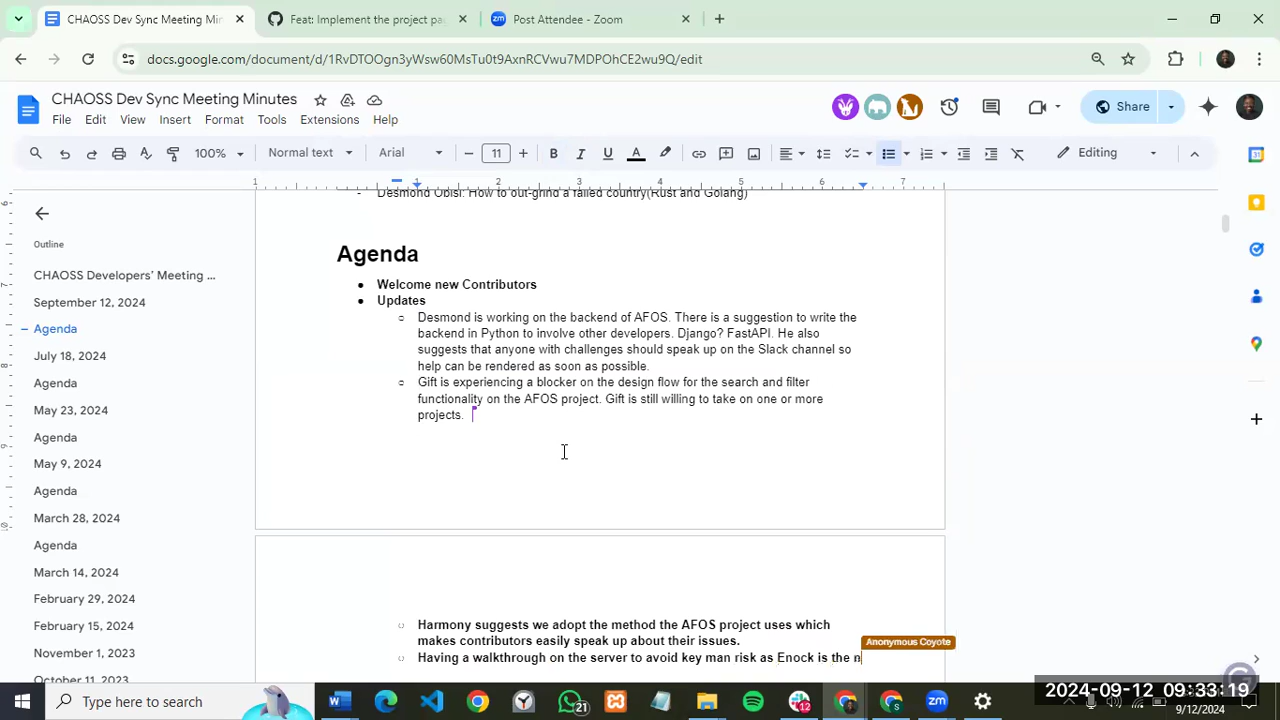 CHAOSS Dev Sync Meeting Min
Feat: Implement the project pac
Post Attendee - Zoom
docs.google.com/document/d/1RvDTOOgn3yWsw60MsTu0t9AxnRCVwu7MDPOhCE2wu9Q/edit
CHAOSS Dev Sync Meeting Minutes
File Edit View Insert Format Tools Extensions Help
Share
100% Normal text Arial 11 Editing
1 1 2 3 4 5 6 7
Desmond Obisi: How to out-grind a failed country(Rust and Golang)
Outline
CHAOSS Developers’ Meeting ...
September 12, 2024
Agenda
July 18, 2024
Agenda
May 23, 2024
Agenda
May 9, 2024
Agenda
March 28, 2024
Agenda
March 14, 2024
February 29, 2024
February 15, 2024
October 11, 2023
Agenda
Welcome new Contributors
Updates
Desmond is working on the backend of AFOS. There is a suggestion to write the
backend in Python to involve other developers. Django? FastAPI. He also
suggests that anyone with challenges should speak up on the Slack channel so
help can be rendered as soon as possible.
Gift is experiencing a blocker on the design flow for the search and filter
functionality on the AFOS project. Gift is still willing to take on one or more
projects.
Harmony suggests we adopt the method the AFOS project uses which
makes contributors easily speak up about their issues.
Having a walkthrough on the server to avoid key man risk as Enock is the n
Anonymous Coyote
Type here to search
21
12
2024-09-12 09:33:19
9/12/2024